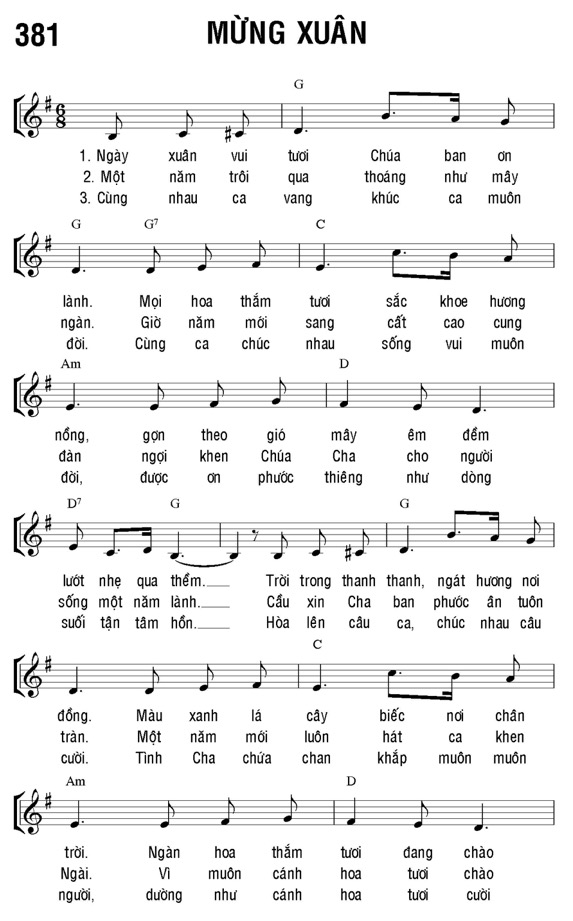 381 MỪNG XUÂN
G
1. Ngày xuân vui tươi Chúa ban ơn
2. Một năm trôi qua thoáng như mây
3. Cùng nhau ca vang khúc ca muôn
G G7 C
lành. Mọi hoa thắm tươi sắc khoe hương
ngàn. Giờ năm mới sang cất cao cung
đời. Cùng ca chúc nhau sống vui muôn
Am D
nồng, gợn theo gió mây êm đềm
đàn ngợi khen Chúa Cha cho người
đời, được ơn phước thiêng như dòng
D7 G G
lướt nhẹ qua thềm.___ Trời trong thanh thanh, ngát hương nơi
sống một năm lành.___ Cầu xin Cha ban phước ân tuôn
suối tận tâm hồn.___ Hòa lên câu ca, chúc nhau câu
C
đồng. Màu xanh lá cây biếc nơi chân
tràn. Một năm mới luôn hát ca khen
cười. Tình Cha chứa chan khắp muôn muôn
Am D
trời. Ngàn hoa thắm tươi đang chào
Ngài. Vì muôn cánh hoa tươi chào
người, dường như cánh hoa tươi cười